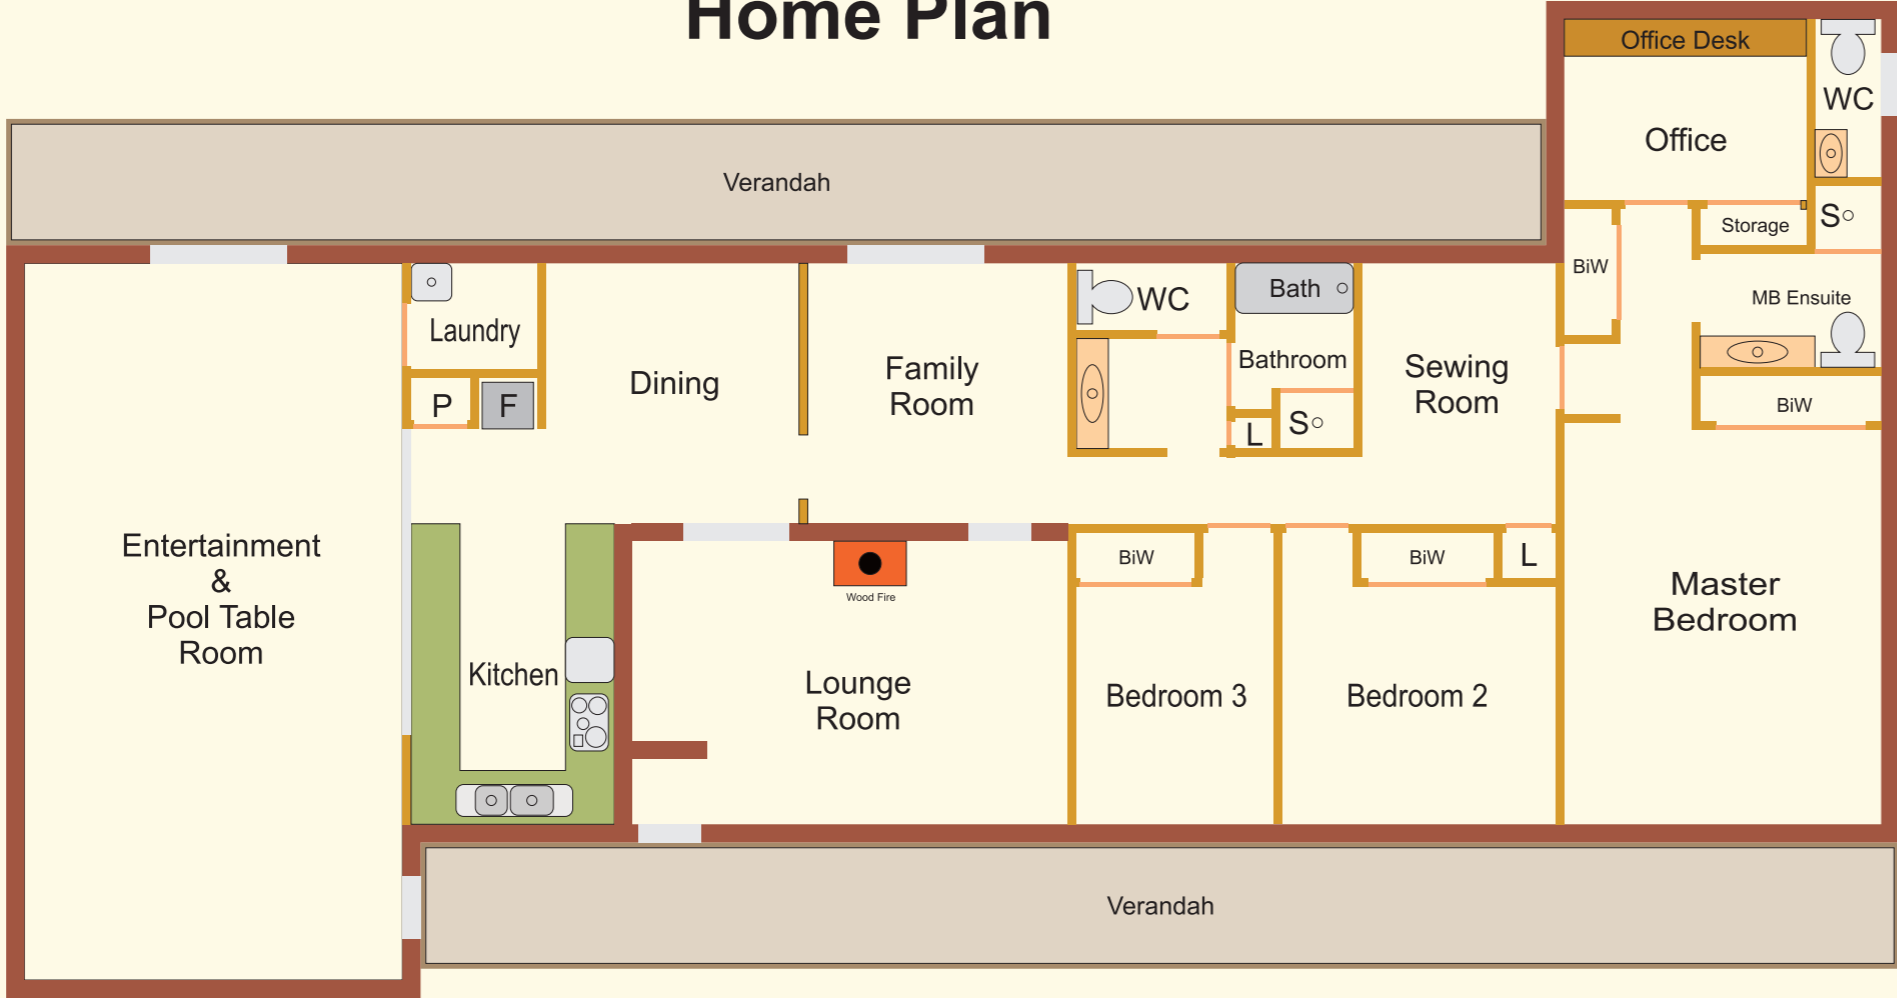 Home Plan
Office Desk
WC
Office
Verandah
Storage
S
BiW
MB Ensuite
WC
Bath
Laundry
Bathroom
Family
Room
Sewing
Room
Dining
P
F
L
S
BiW
Entertainment
&
Pool Table
Room
Wood Fire
BiW
BiW
L
Master
Bedroom
Kitchen
Lounge
Room
Bedroom 3
Bedroom 2
Verandah